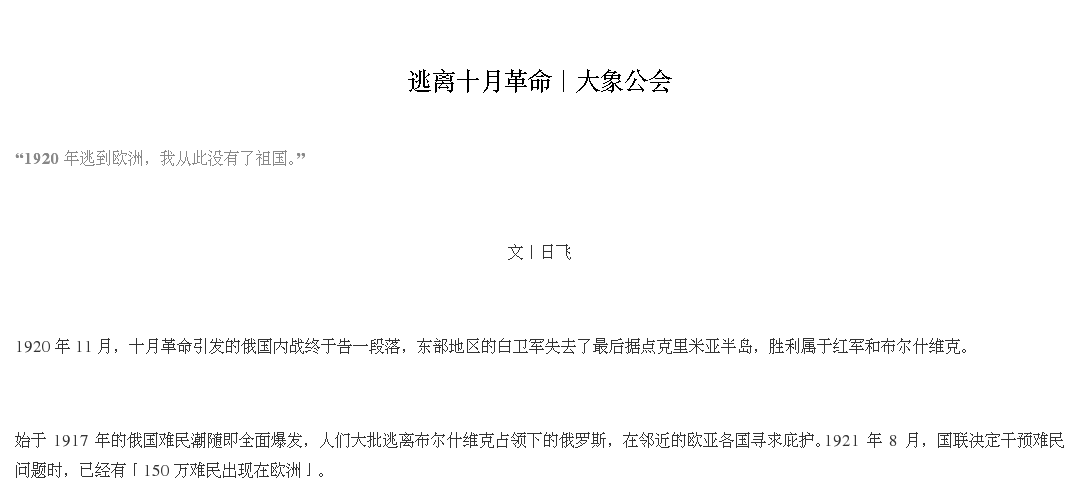 逃离十月革命｜大象公会
“1920 年逃到欧洲，我从此没有了祖国。”
文｜日飞
1920 年 11 月，十月革命引发的俄国内战终于告一段落，东部地区的白卫军失去了最后据点克里米亚半岛，胜利属于红军和布尔什维克。
始于 1917 年的俄国难民潮随即全面爆发，人们大批逃离布尔什维克占领下的俄罗斯，在邻近的欧亚各国寻求庇护。1921 年 8 月，国联决定干预难民
问题时，已经有「150 万难民出现在欧洲」。